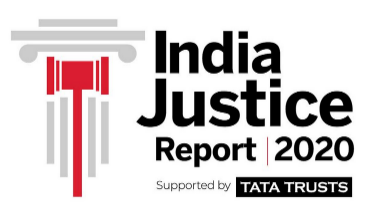 India
Justice
Report | 2020
Supported by TATA TRUSTS